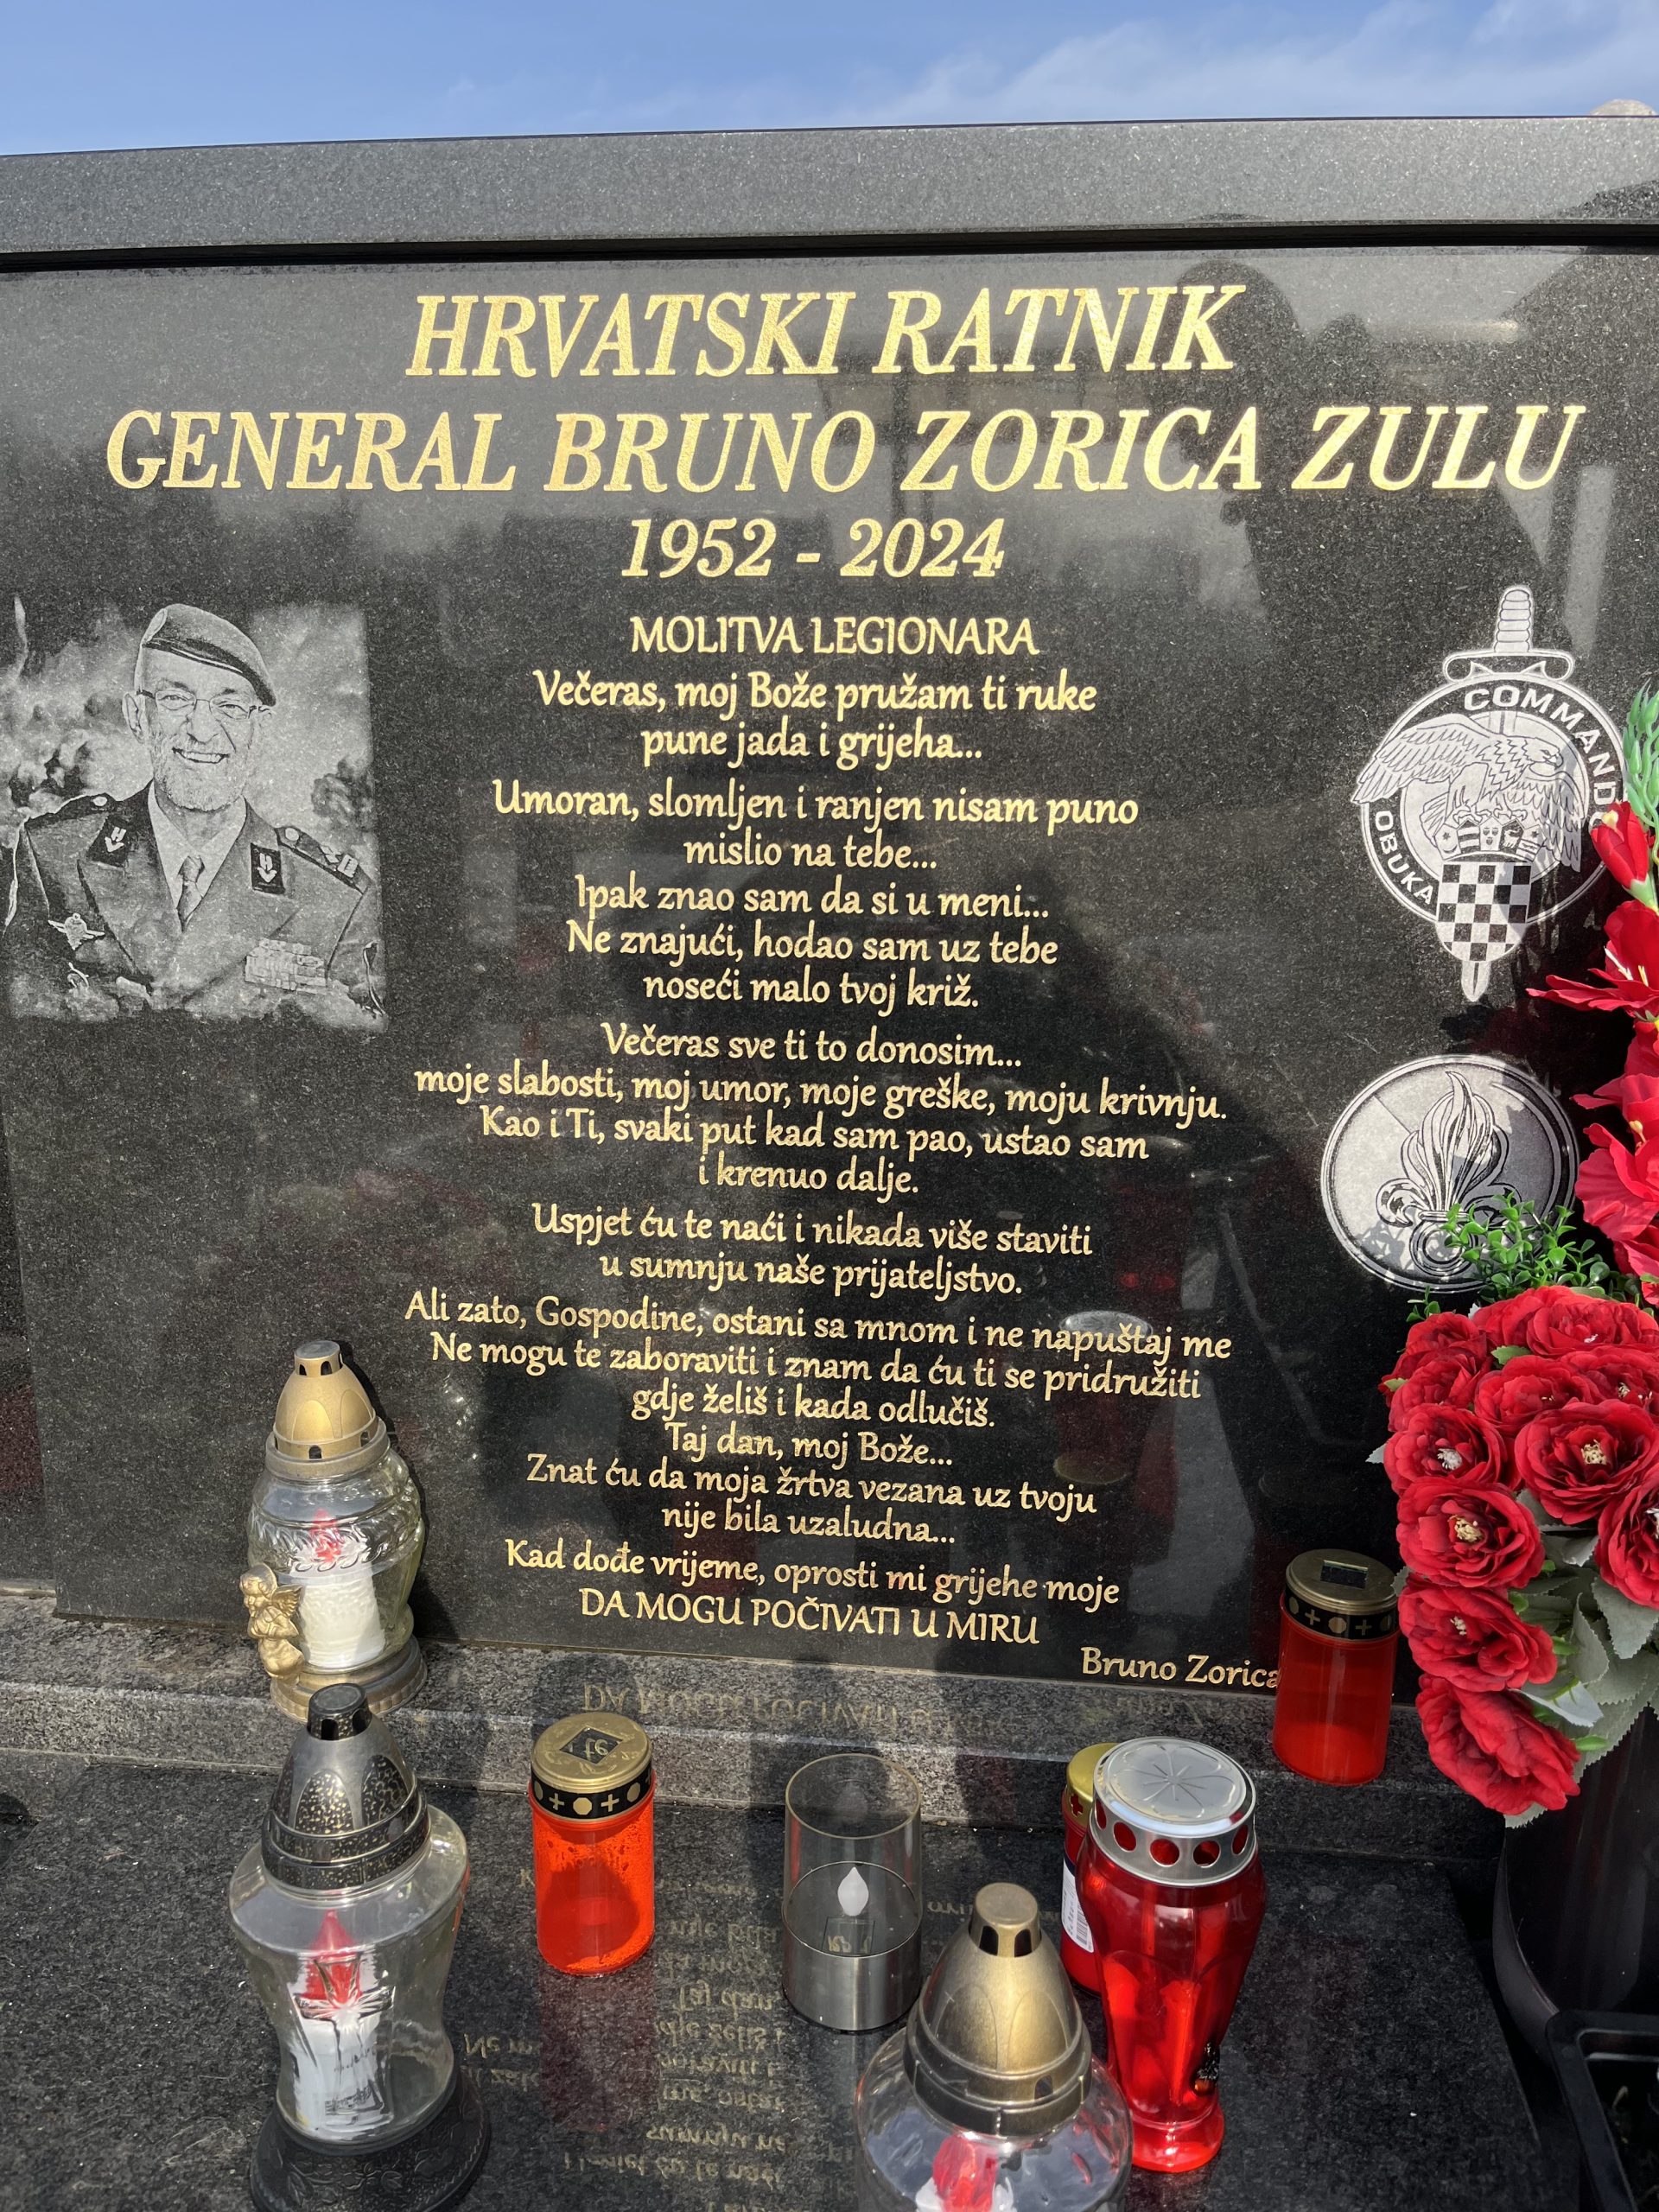 HRVATSKI RATNIK
GENERAL BRUNO ZORICA ZULU
1952 - 2024
MOLITVA LEGIONARA
Večeras, moj Bože pružam ti ruke
pune jada i grijeha...
Umoran, slomljen i ranjen nisam puno
mislio na tebe...
Ipak znao sam da si u meni...
Ne znajući, hodao sam uz tebe
noseći malo tvoj križ.
Večeras sve ti to donosim...
moje slabosti, moj umor, moje greške, moju krivnju.
Kao i Ti, svaki put kad sam pao, ustao sam
i krenuo dalje.
Uspjet ću te naći i nikada više staviti
u sumnju naše prijateljstvo.
Ali zato, Gospodine, ostani sa mnom i ne napuštaj me
Ne mogu te zaboraviti i znam da ću ti se pridružiti
gdje želiš i kada odlučiš.
Taj dan, moj Bože...
Znat ću da moja žrtva vezana uz tvoju
nije bila uzaludna...
Kad dođe vrijeme, oprosti mi grijehe moje
DA MOGU POČIVATI U MIRU
Bruno Zorica
COMMANDO
OBUKA
te